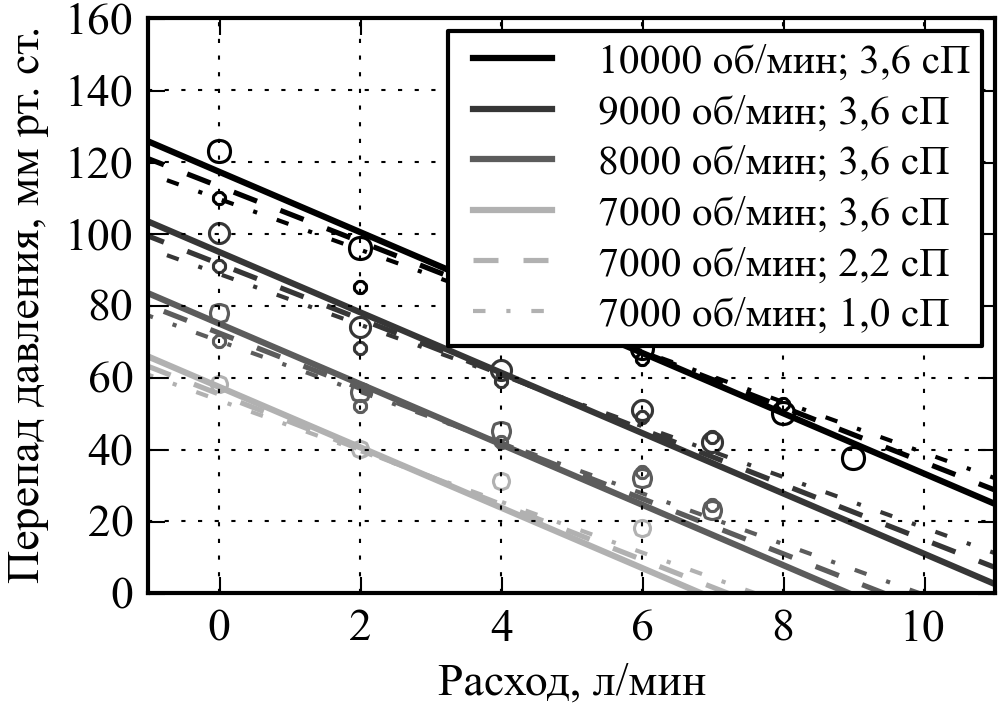 Перепад давления, мм рт. ст.
160
140
120
100
80
60
40
20
0
10000 об/мин; 3,6 сП
9000 об/мин; 3,6 сП
8000 об/мин; 3,6 сП
7000 об/мин; 3,6 сП
7000 об/мин; 2,2 сП
7000 об/мин; 1,0 сП
0 2 4 6 8 10
Расход, л/мин